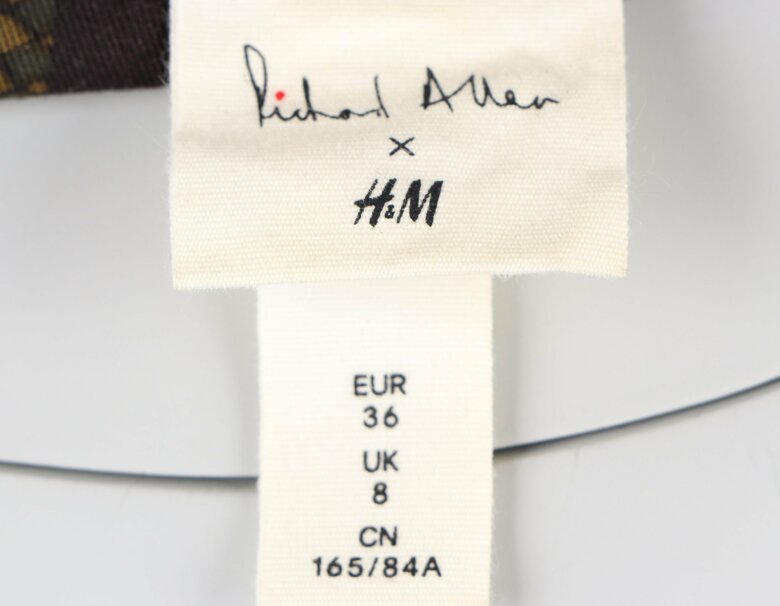 Richard Allan
×
H&M
EUR
36
UK
8
CN
165/84A